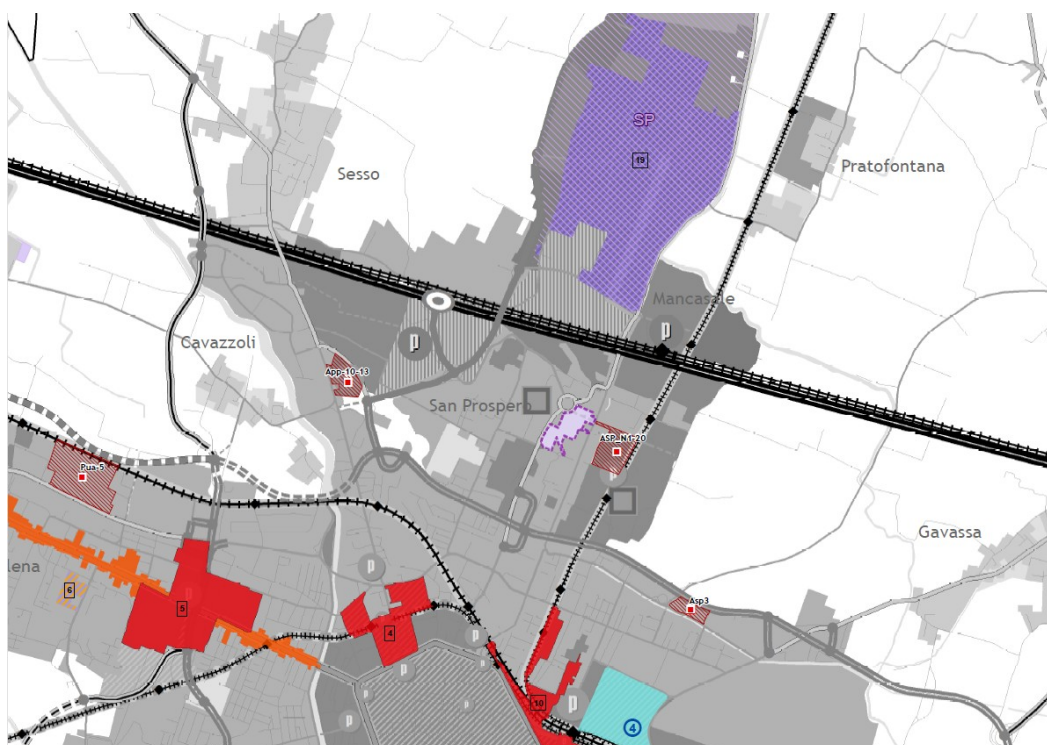 SP
19
Pratofontana
Sesso
Mancasale
Cavazzoli
App-10-13
San Prospero
ASP_N1-20
Pua-5
Gavassa
lena
6
5
4
Asp3
10
4
p
p
p
p
p
p
p
p